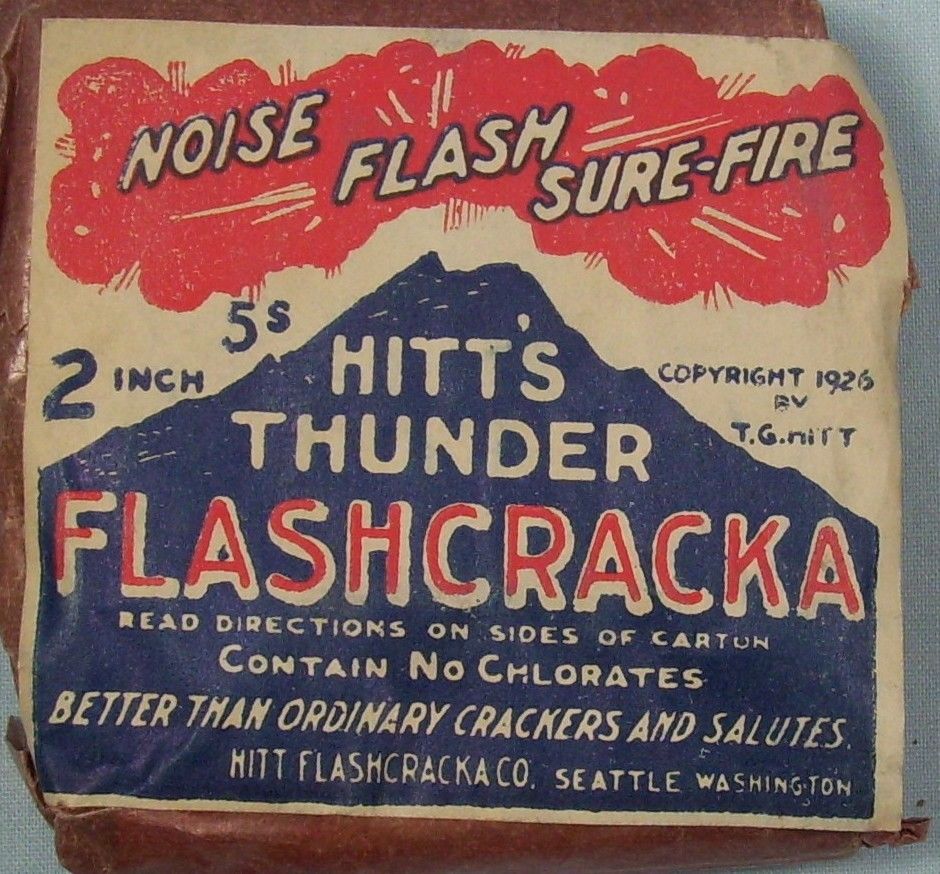 NOISE FLASH SURE-FIRE
5s
2 INCH
HITT'S
THUNDER
FLASHCRACKA
COPYRIGHT 1926
BY
T.G.HITT
READ DIRECTIONS ON SIDES OF CARTON
CONTAIN NO CHLORATES
BETTER THAN ORDINARY CRACKERS AND SALUTES.
HITT FLASHCRACKA CO. SEATTLE WASHINGTON